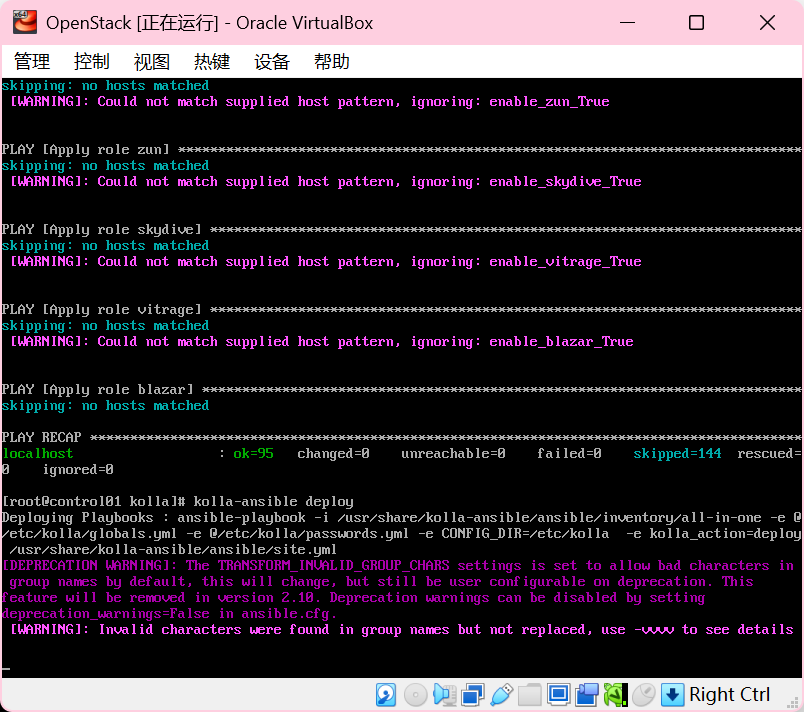 OpenStack [正在运行] - Oracle VirtualBox
管理 控制 视图 热键 设备 帮助
skipping: no hosts matched
 [WARNING]: Could not match supplied host pattern, ignoring: enable_zun_True
PLAY [Apply role zun] ******************************************************************************
skipping: no hosts matched
 [WARNING]: Could not match supplied host pattern, ignoring: enable_skydive_True
PLAY [Apply role skydive] **************************************************************************
skipping: no hosts matched
 [WARNING]: Could not match supplied host pattern, ignoring: enable_vitrage_True
PLAY [Apply role vitrage] **************************************************************************
skipping: no hosts matched
 [WARNING]: Could not match supplied host pattern, ignoring: enable_blazar_True
PLAY [Apply role blazar] ***************************************************************************
skipping: no hosts matched
PLAY RECAP *****************************************************************************************
localhost                  : ok=95   changed=0    unreachable=0    failed=0    skipped=144  rescued=
0    ignored=0
[root@control01 kolla]# kolla-ansible deploy
Deploying Playbooks : ansible-playbook -i /usr/share/kolla-ansible/ansible/inventory/all-in-one -e @
/etc/kolla/globals.yml -e @/etc/kolla/passwords.yml -e CONFIG_DIR=/etc/kolla  -e kolla_action=deploy
 /usr/share/kolla-ansible/ansible/site.yml
[DEPRECATION WARNING]: The TRANSFORM_INVALID_GROUP_CHARS settings is set to allow bad characters in
 group names by default, this will change, but still be user configurable on deprecation. This
feature will be removed in version 2.10. Deprecation warnings can be disabled by setting
deprecation_warnings=False in ansible.cfg.
 [WARNING]: Invalid characters were found in group names but not replaced, use -vvvv to see details
_
Right Ctrl